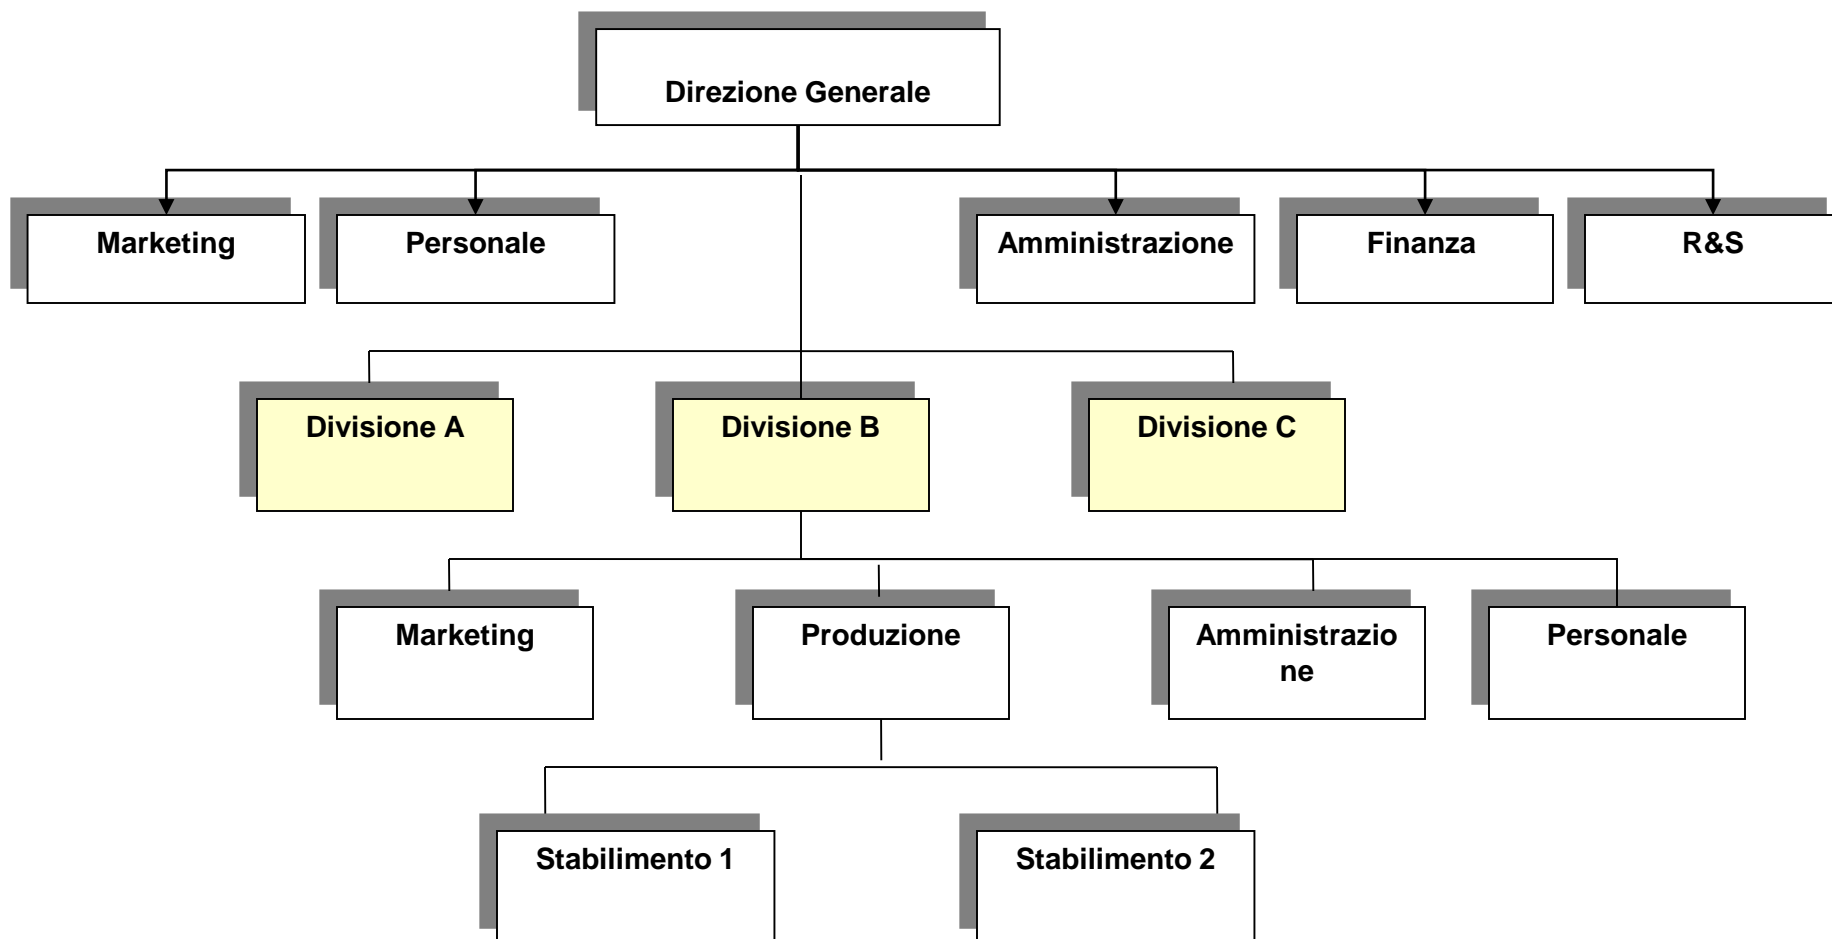 Direzione Generale
Marketing
Personale
Amministrazione
Finanza
R&S
Divisione A
Divisione B
Divisione C
Marketing
Produzione
Amministrazio
ne
Personale
Stabilimento 1
Stabilimento 2